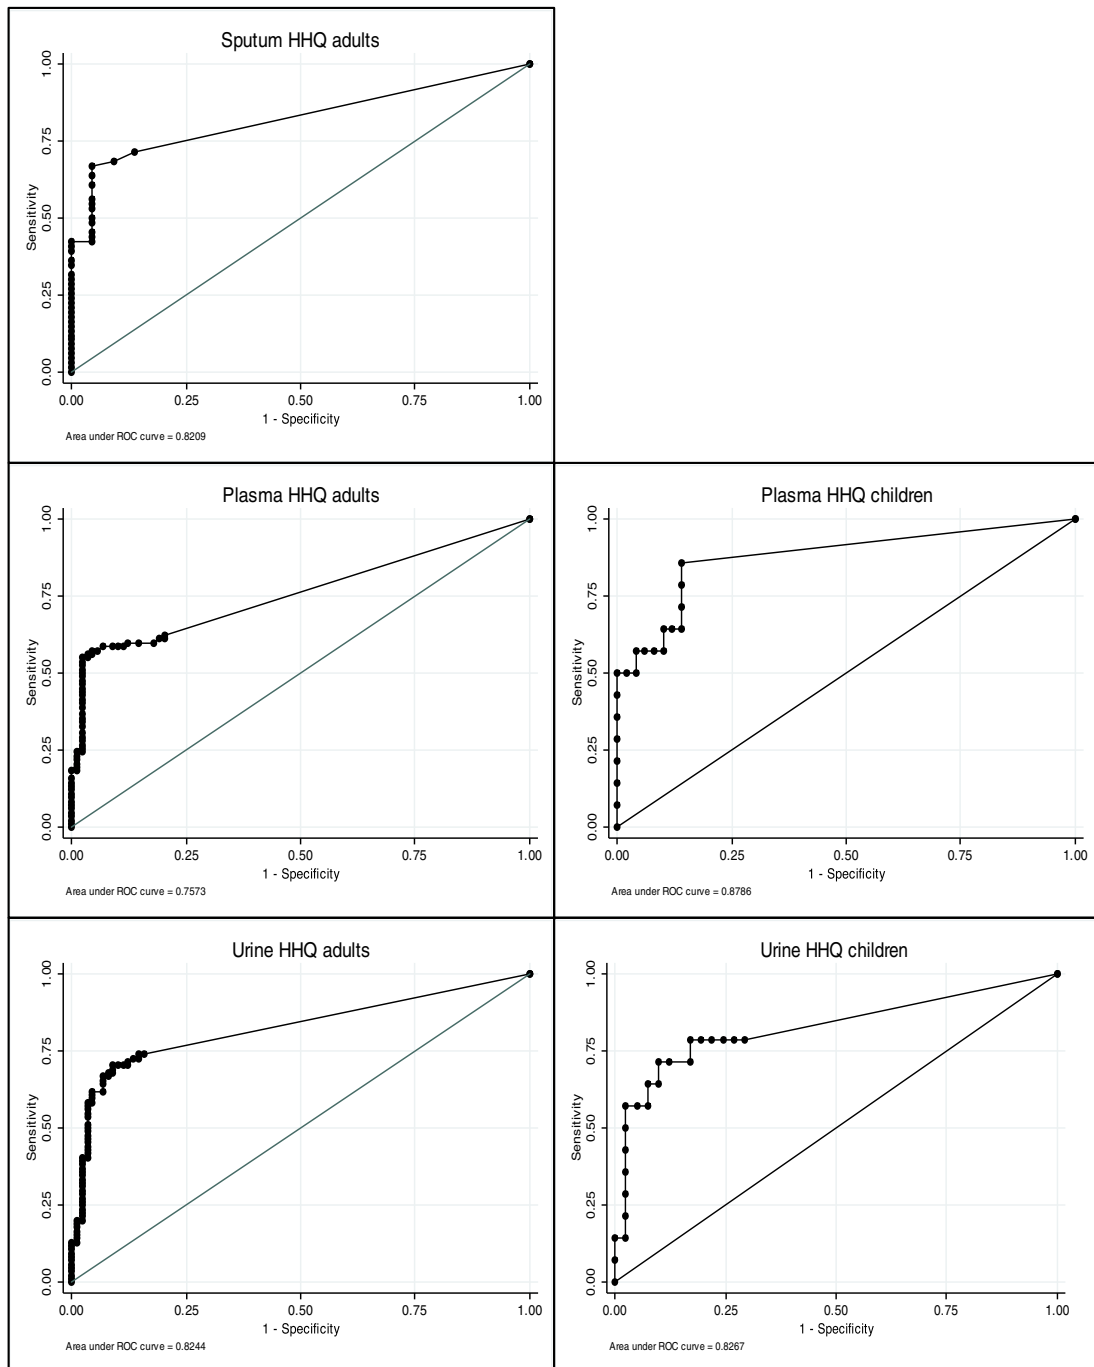 Sputum HHQ adults
Sensitivity
1.00
0.75
0.50
0.25
0.00
0.00 0.25 0.50 0.75 1.00
1 - Specificity
Area under ROC curve = 0.8209
Plasma HHQ adults
Sensitivity
1.00
0.75
0.50
0.25
0.00
0.00 0.25 0.50 0.75 1.00
1 - Specificity
Area under ROC curve = 0.7573
Plasma HHQ children
Sensitivity
1.00
0.75
0.50
0.25
0.00
0.00 0.25 0.50 0.75 1.00
1 - Specificity
Area under ROC curve = 0.8786
Urine HHQ adults
Sensitivity
1.00
0.75
0.50
0.25
0.00
0.00 0.25 0.50 0.75 1.00
1 - Specificity
Area under ROC curve = 0.8244
Urine HHQ children
Sensitivity
1.00
0.75
0.50
0.25
0.00
0.00 0.25 0.50 0.75 1.00
1 - Specificity
Area under ROC curve = 0.8267